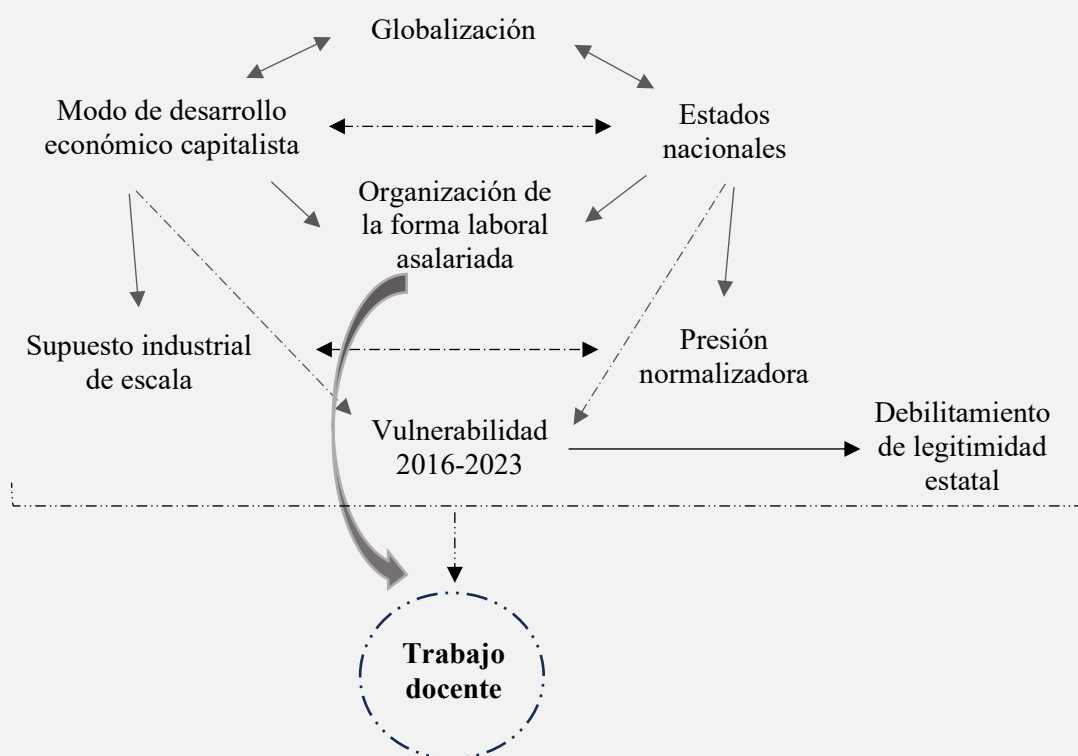 Globalización
Modo de desarrollo
económico capitalista
Estados
nacionales
Organización de
la forma laboral
asalariada
Supuesto industrial
de escala
Presión
normalizadora
Vulnerabilidad
2016-2023
Debilitamiento
de legitimidad
estatal
Trabajo
docente